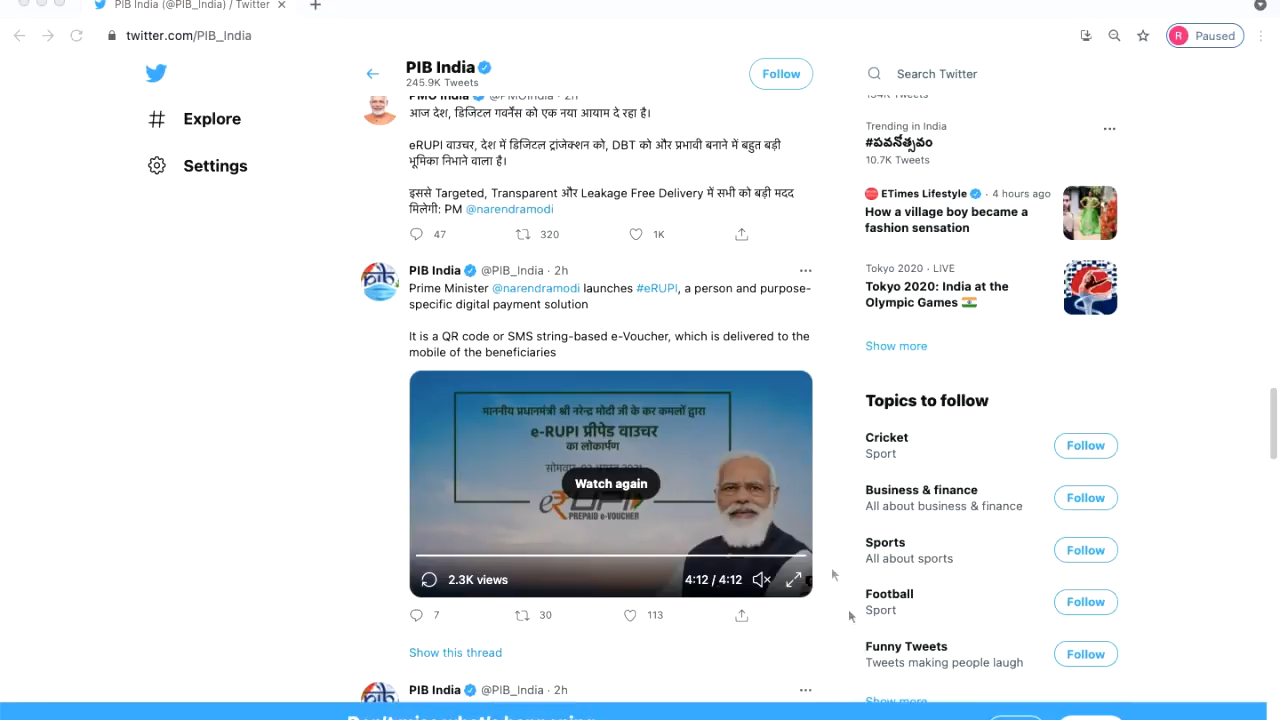 PIB India (@PIB_India) / Twitter
twitter.com/PIB_India
R Paused
PIB India
245.9K Tweets
Follow
Search Twitter
Explore
Settings
PMO India @PMOIndia · 2h
आज देश, डिजिटल गवर्नेंस को एक नया आयाम दे रहा है।
eRUPI वाउचर, देश में डिजिटल ट्रांजेक्शन को, DBT को और प्रभावी बनाने में बहुत बड़ी
भूमिका निभाने वाला है।
इससे Targeted, Transparent और Leakage Free Delivery में सभी को बड़ी मदद
मिलेगी: PM @narendramodi
47 320 1K
PIB India @PIB_India · 2h
Prime Minister @narendramodi launches #eRUPI, a person and purpose-
specific digital payment solution
It is a QR code or SMS string-based e-Voucher, which is delivered to the
mobile of the beneficiaries
माननीय प्रधानमंत्री श्री नरेन्द्र मोदी जी के कर कमलों द्वारा
e-RUPI प्रीपेड वाउचर
का लोकार्पण
Watch again
eRUPI
PREPAID e-VOUCHER
2.3K views
4:12 / 4:12
7 30 113
Show this thread
PIB India @PIB_India · 2h
134K Tweets
Trending in India
#పవనోత్సవం
10.7K Tweets
ETimes Lifestyle · 4 hours ago
How a village boy became a
fashion sensation
Tokyo 2020 · LIVE
Tokyo 2020: India at the
Olympic Games
Show more
Topics to follow
Cricket
Sport
Follow
Business & finance
All about business & finance
Follow
Sports
All about sports
Follow
Football
Sport
Follow
Funny Tweets
Tweets making people laugh
Follow
Show more
Don't miss what's happening